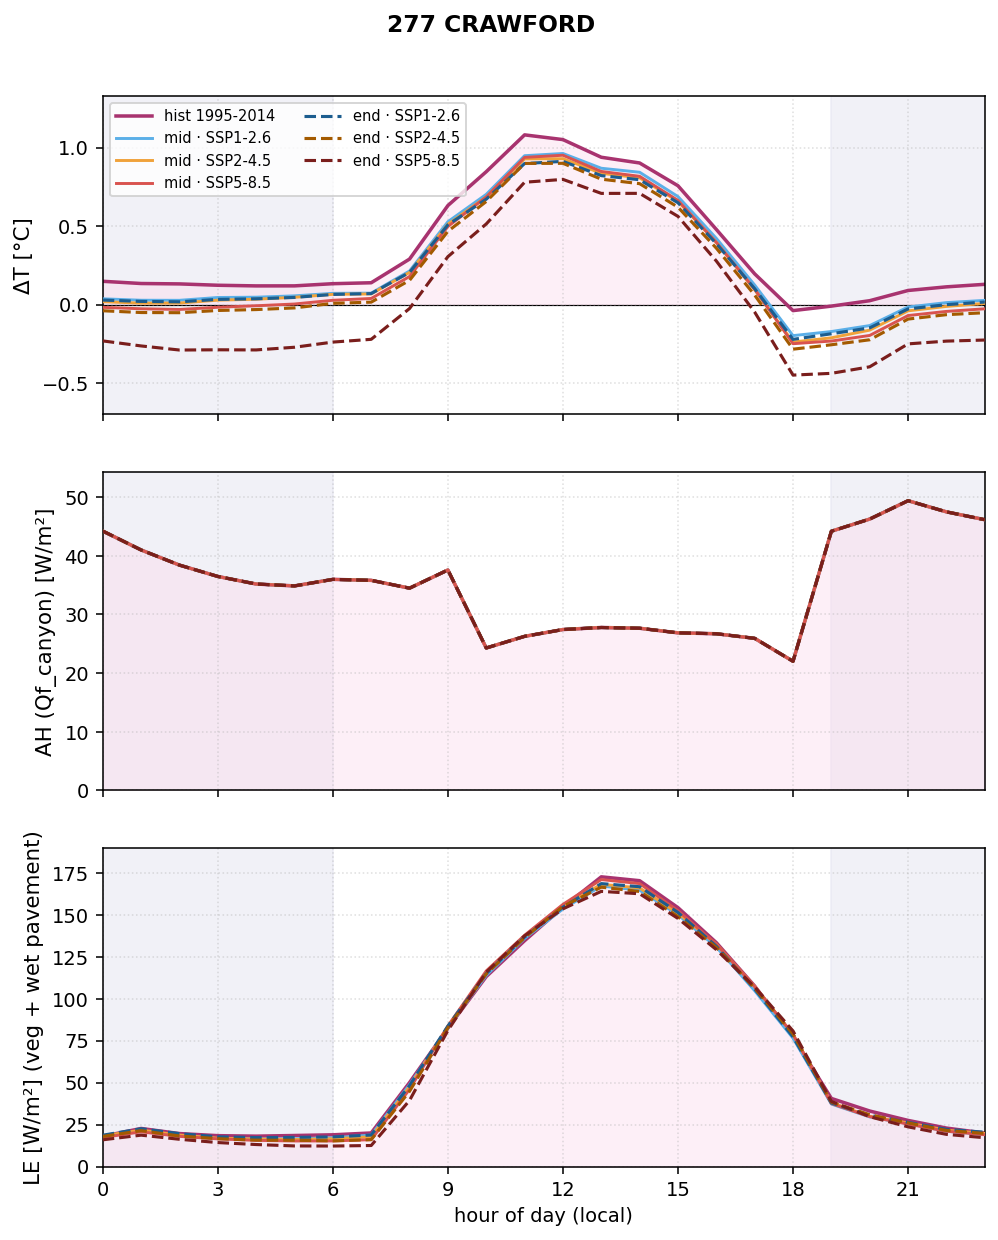 277 CRAWFORD
hist 1995-2014
mid · SSP1-2.6
mid · SSP2-4.5
mid · SSP5-8.5
end · SSP1-2.6
end · SSP2-4.5
end · SSP5-8.5
ΔT [°C]
1.0
0.5
0.0
−0.5
AH (Qf_canyon) [W/m²]
50
40
30
20
10
0
LE [W/m²] (veg + wet pavement)
175
150
125
100
75
50
25
0
0 3 6 9 12 15 18 21
hour of day (local)